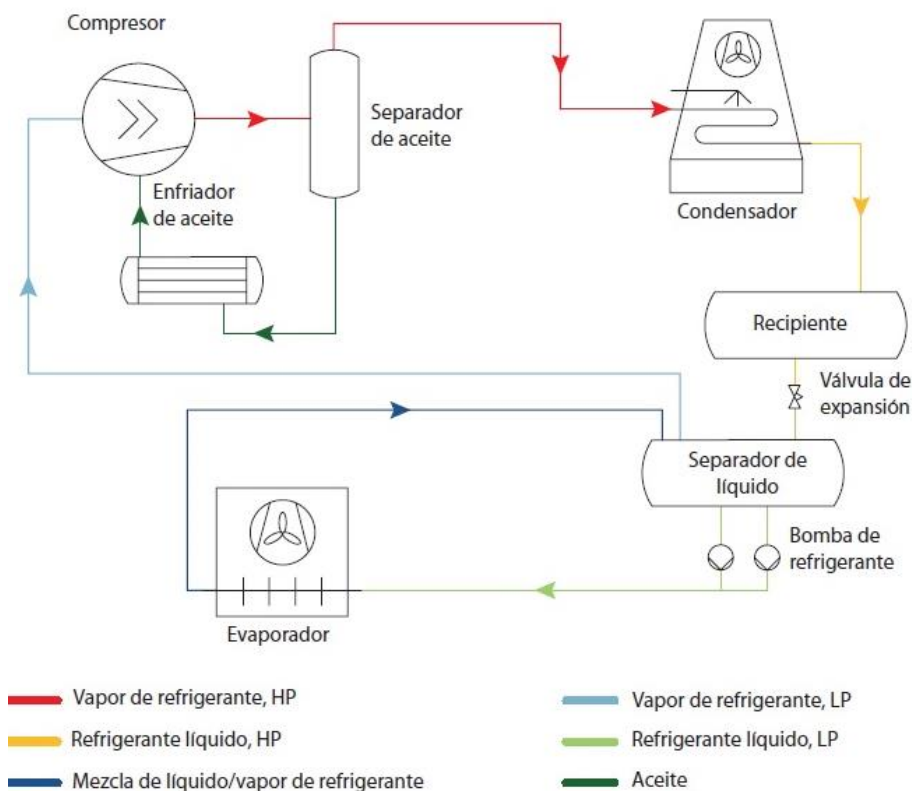 Compresor
Separador
de aceite
Enfriador
de aceite
Condensador
Recipiente
Válvula de
expansión
Separador de
líquido
Bomba de
refrigerante
Evaporador
Vapor de refrigerante, HP
Vapor de refrigerante, LP
Refrigerante líquido, HP
Refrigerante líquido, LP
Mezcla de líquido/vapor de refrigerante
Aceite